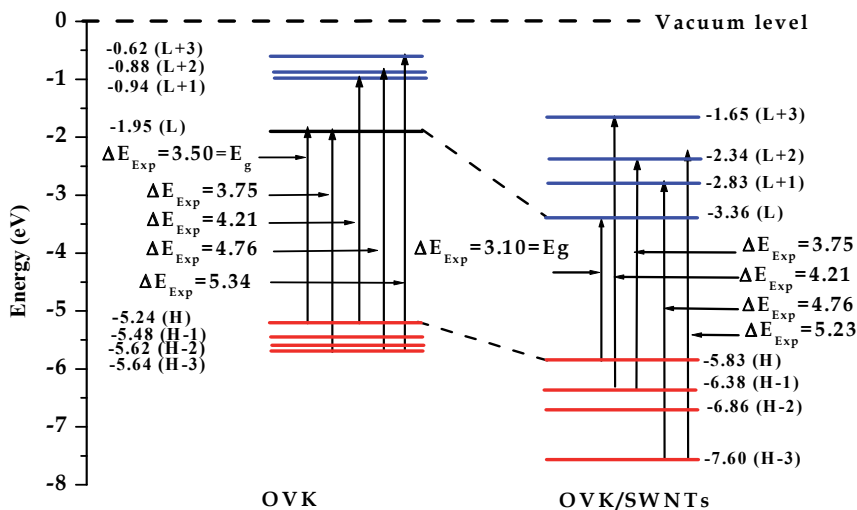 0
-1
-2
-3
-4
-5
-6
-7
-8
Energy (eV)
Vacuum level
-0.62 (L+3)
-0.88 (L+2)
-0.94 (L+1)
-1.95 (L)
ΔE_Exp=3.50=E_g
ΔE_Exp=3.75
ΔE_Exp=4.21
ΔE_Exp=4.76
ΔE_Exp=5.34
-5.24 (H)
-5.48 (H-1)
-5.62 (H-2)
-5.64 (H-3)
OVK
-1.65 (L+3)
-2.34 (L+2)
-2.83 (L+1)
-3.36 (L)
ΔE_Exp=3.10=Eg
ΔE_Exp=3.75
ΔE_Exp=4.21
ΔE_Exp=4.76
ΔE_Exp=5.23
-5.83 (H)
-6.38 (H-1)
-6.86 (H-2)
-7.60 (H-3)
OVK/SWNTs